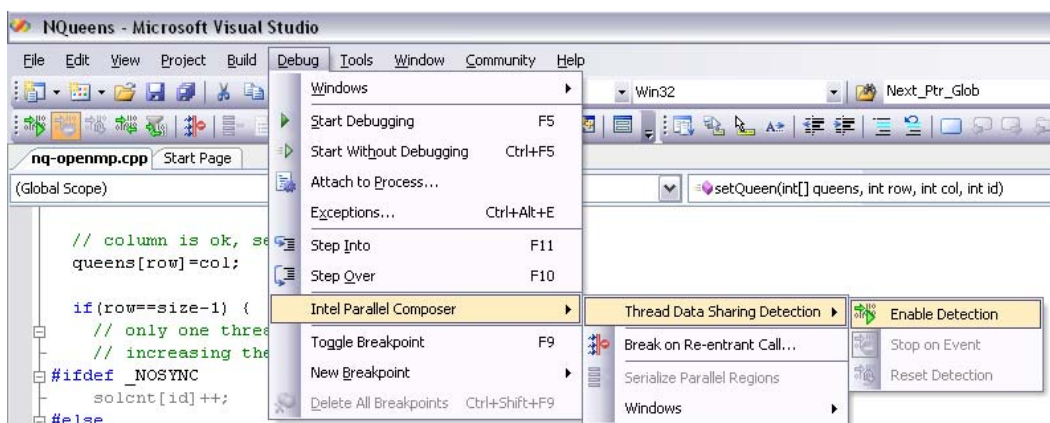 NQueens - Microsoft Visual Studio
File Edit View Project Build Debug Tools Window Community Help
Win32 Next_Ptr_Glob
nq-openmp.cpp Start Page
(Global Scope) setQueen(int[] queens, int row, int col, int id)
Windows
Start Debugging F5
Start Without Debugging Ctrl+F5
Attach to Process...
Exceptions... Ctrl+Alt+E
Step Into F11
Step Over F10
Intel Parallel Composer
Toggle Breakpoint F9
New Breakpoint
Delete All Breakpoints Ctrl+Shift+F9
Thread Data Sharing Detection
Break on Re-entrant Call...
Serialize Parallel Regions
Windows
Enable Detection
Stop on Event
Reset Detection
// column is ok, se
queens[row]=col;
if(row==size-1) {
// only one thre
// increasing the
#ifdef _NOSYNC
solcnt[id]++;
#else